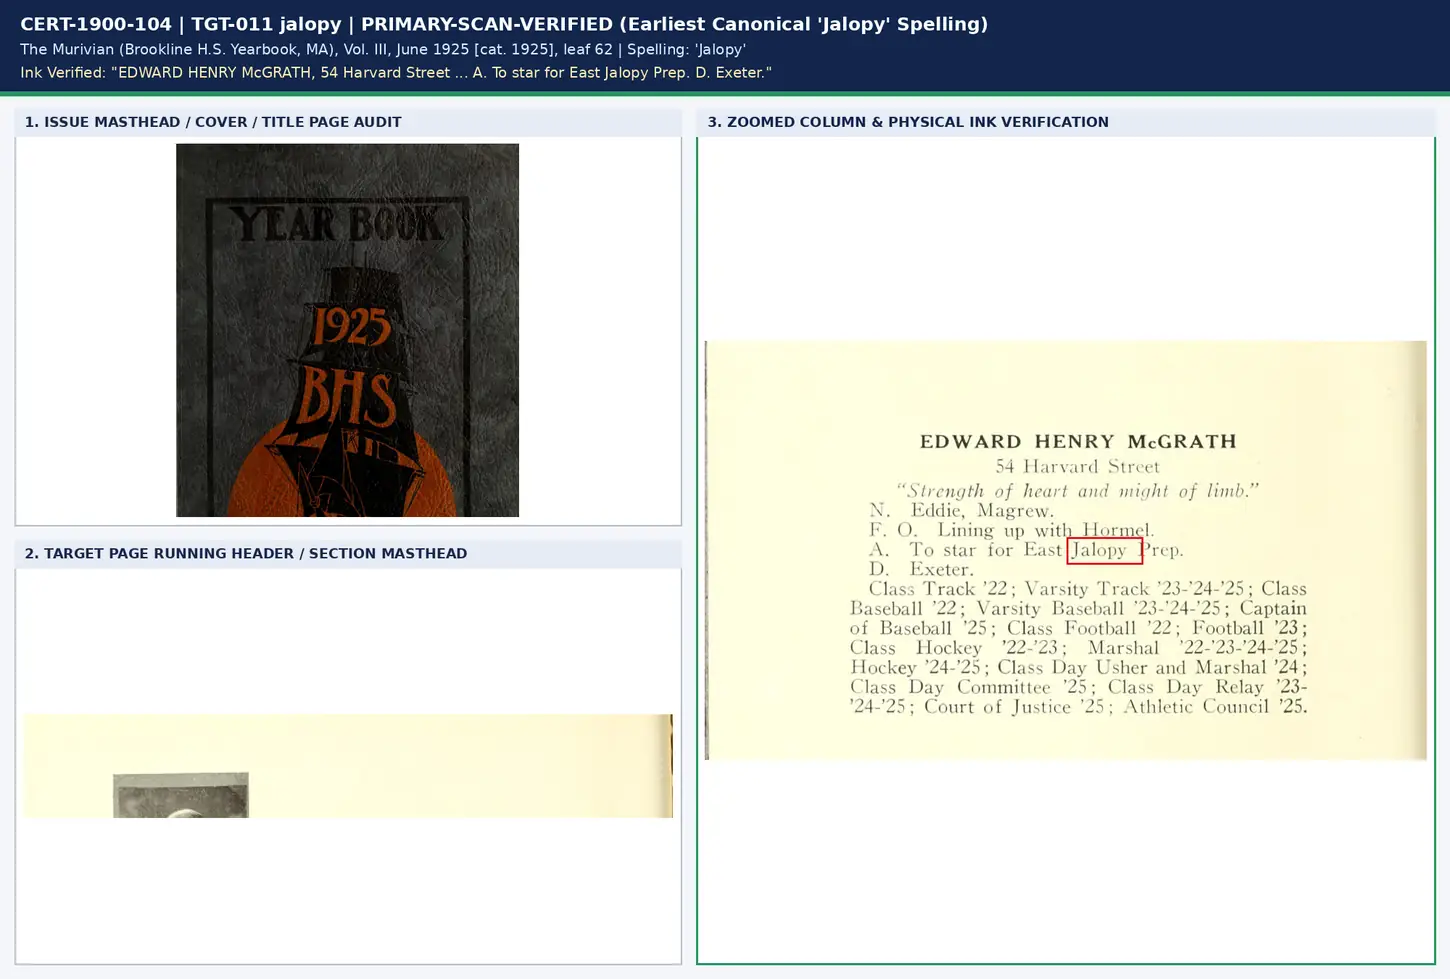 CERT-1900-104 | TGT-011 jalopy | PRIMARY-SCAN-VERIFIED (Earliest Canonical 'Jalopy' Spelling)
The Murivian (Brookline H.S. Yearbook, MA), Vol. III, June 1925 [cat. 1925], leaf 62 | Spelling: 'Jalopy'
Ink Verified: "EDWARD HENRY McGRATH, 54 Harvard Street ... A. To star for East Jalopy Prep. D. Exeter."
1. ISSUE MASTHEAD / COVER / TITLE PAGE AUDIT
YEAR BOOK
1925
BHS
2. TARGET PAGE RUNNING HEADER / SECTION MASTHEAD
3. ZOOMED COLUMN & PHYSICAL INK VERIFICATION
EDWARD HENRY McGRATH
54 Harvard Street
"Strength of heart and might of limb."
N. Eddie, Magrew.
F. O. Lining up with Hormel.
A. To star for East Jalopy Prep.
D. Exeter.
Class Track '22; Varsity Track '23-'24-'25; Class
Baseball '22; Varsity Baseball '23-'24-'25; Captain
of Baseball '25; Class Football '22; Football '23;
Class Hockey '22-'23; Marshal '22-'23-'24-'25;
Hockey '24-'25; Class Day Usher and Marshal '24;
Class Day Committee '25; Class Day Relay '23-
'24-'25; Court of Justice '25; Athletic Council '25.